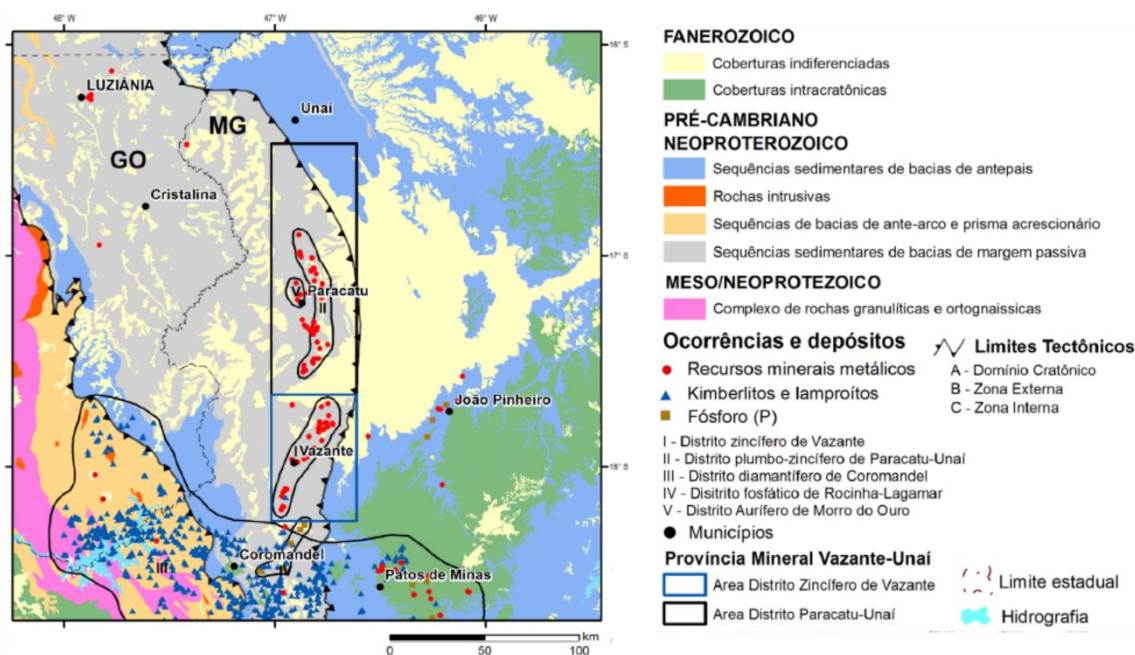 48° W
47° W
46° W
16° S
LUZIÂNIA
Unaí
MG
GO
Cristalina
17° S
V
Paracatu
II
João Pinheiro
I
Vazante
18° S
Coromandel
III
Patos de Minas
km
0
50
100
FANEROZOICO
Coberturas indiferenciadas
Coberturas intracratônicas
PRÉ-CAMBRIANO
NEOPROTEROZOICO
Sequências sedimentares de bacias de antepais
Rochas intrusivas
Sequências de bacias de ante-arco e prisma acrescionário
Sequências sedimentares de bacias de margem passiva
MESO/NEOPROTEZOICO
Complexo de rochas granulíticas e ortognaissicas
Ocorrências e depósitos
Recursos minerais metálicos
Kimberlitos e lamproítos
Fósforo (P)
Limites Tectônicos
A - Domínio Cratônico
B - Zona Externa
C - Zona Interna
I - Distrito zincífero de Vazante
II - Distrito plumbo-zincífero de Paracatu-Unaí
III - Distrito diamantífero de Coromandel
IV - Disitrito fosfático de Rocinha-Lagamar
V - Distrito Aurífero de Morro do Ouro
Municípios
Província Mineral Vazante-Unaí
Area Distrito Zincífero de Vazante
Area Distrito Paracatu-Unaí
Limite estadual
Hidrografia